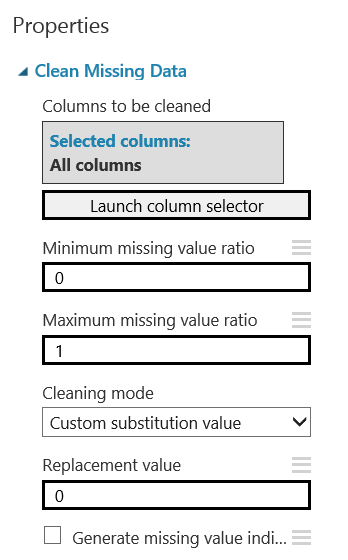 Properties
Clean Missing Data
Columns to be cleaned
Selected columns:
All columns
Launch column selector
Minimum missing value ratio
0
Maximum missing value ratio
1
Cleaning mode
Custom substitution value
Replacement value
0
Generate missing value indi...